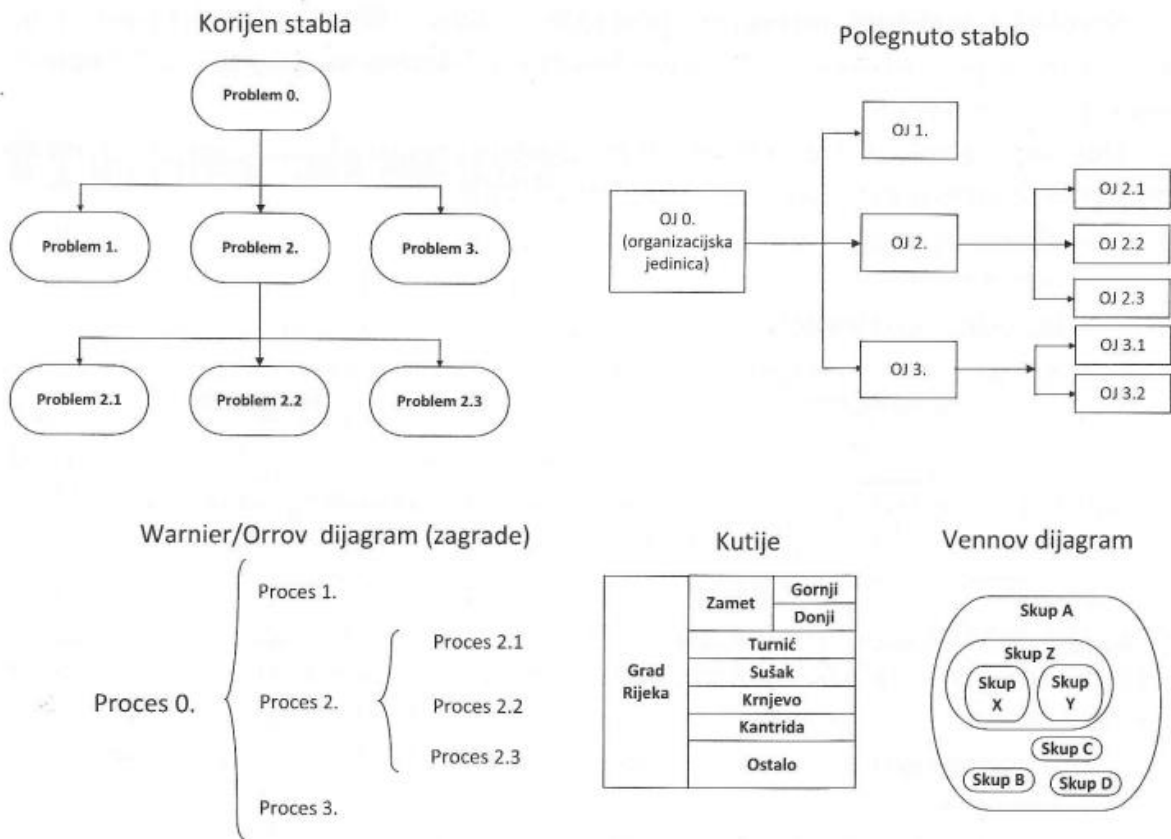 Korijen stabla
Problem 0.
Problem 1.
Problem 2.
Problem 3.
Problem 2.1
Problem 2.2
Problem 2.3
Polegnuto stablo
OJ 0.
(organizacijska
jedinica)
OJ 1.
OJ 2.
OJ 3.
OJ 2.1
OJ 2.2
OJ 2.3
OJ 3.1
OJ 3.2
Warnier/Orrov dijagram (zagrade)
Proces 0.
Proces 1.
Proces 2.
Proces 3.
Proces 2.1
Proces 2.2
Proces 2.3
Kutije
Grad
Rijeka
Zamet
Gornji
Donji
Turnić
Sušak
Krnjevo
Kantrida
Ostalo
Vennov dijagram
Skup A
Skup Z
Skup
X
Skup
Y
Skup C
Skup B
Skup D